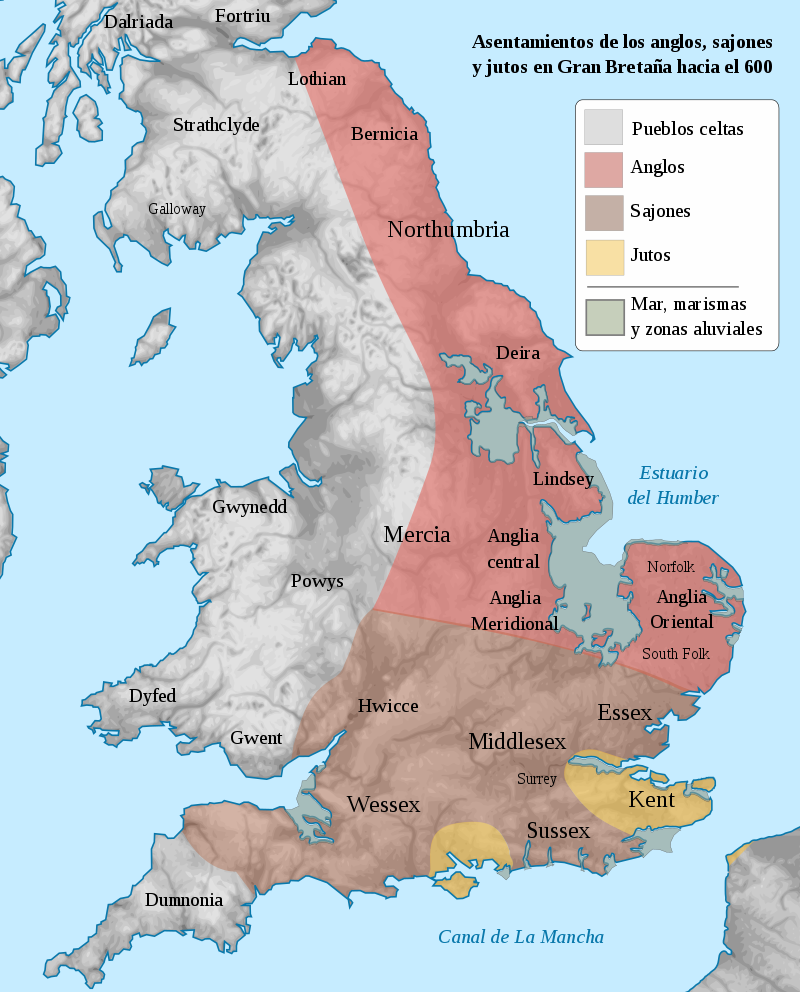 Asentamientos de los anglos, sajones
y jutos en Gran Bretaña hacia el 600
Pueblos celtas
Anglos
Sajones
Jutos
Mar, marismas
y zonas aluviales
Dalriada
Fortriu
Lothian
Strathclyde
Bernicia
Galloway
Northumbria
Deira
Lindsey
Estuario
del Humber
Gwynedd
Mercia
Anglia
central
Powys
Anglia
Meridional
Norfolk
Anglia
Oriental
South Folk
Dyfed
Hwicce
Essex
Gwent
Middlesex
Surrey
Wessex
Kent
Sussex
Dumnonia
Canal de La Mancha